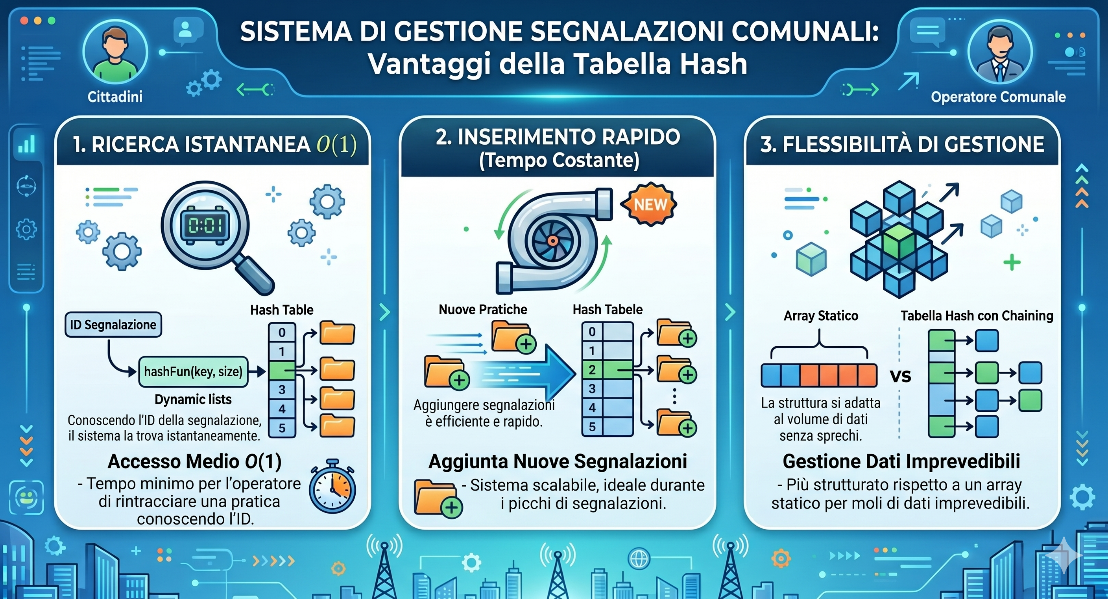 SISTEMA DI GESTIONE SEGNALAZIONI COMUNALI:
Vantaggi della Tabella Hash
Cittadini
Operatore Comunale
1. RICERCA ISTANTANEA O(1)
0:01
Hash Table
ID Segnalazione
hashFun(key, size)
0
1
3
4
5
Dynamic lists
Conoscendo l'ID della segnalazione,
il sistema la trova istantaneamente.
Accesso Medio O(1)
- Tempo minimo per l'operatore
di rintracciare una pratica
conoscendo l'ID.
2. INSERIMENTO RAPIDO
(Tempo Costante)
NEW
Nuove Pratiche
Hash Tabele
0
1
2
3
4
5
Aggiungere segnalazioni
è efficiente e rapido.
Aggiunta Nuove Segnalazioni
- Sistema scalabile, ideale durante
i picchi di segnalazioni.
3. FLESSIBILITÀ DI GESTIONE
Array Statico
Tabella Hash con Chaining
VS
La struttura si adatta
al volume di dati
senza sprechi.
Gestione Dati Imprevedibili
- Più strutturato rispetto a un array
statico per moli di dati imprevedibili.